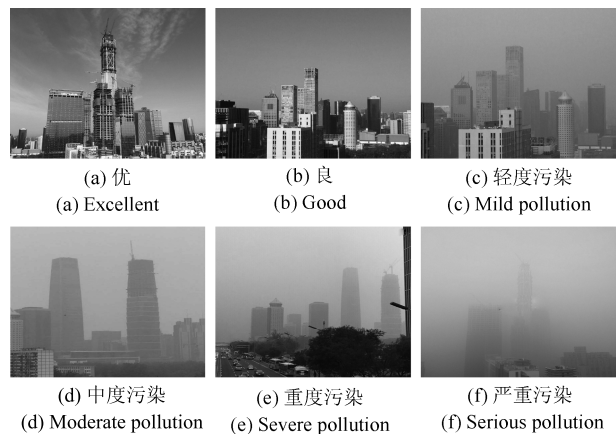 (a) 优
(a) Excellent
(b) 良
(b) Good
(c) 轻度污染
(c) Mild pollution
(d) 中度污染
(d) Moderate pollution
(e) 重度污染
(e) Severe pollution
(f) 严重污染
(f) Serious pollution